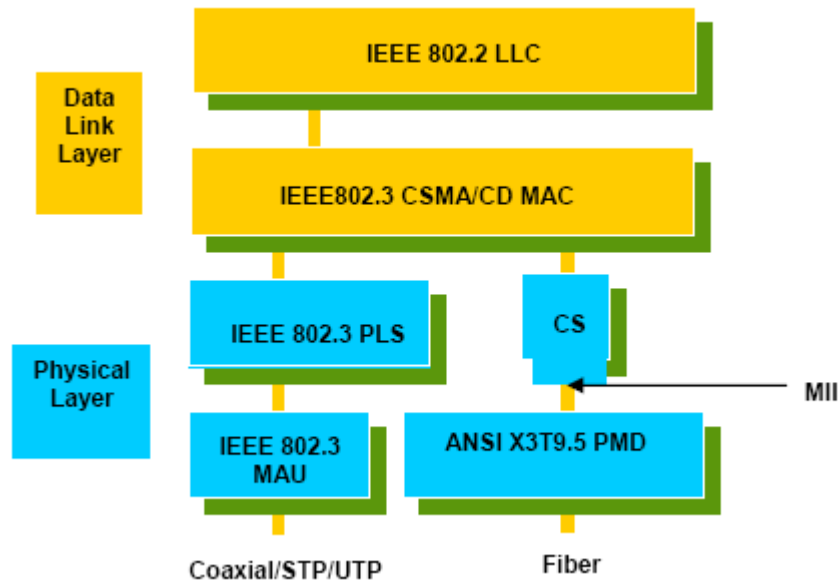 IEEE 802.2 LLC
Data
Link
Layer
IEEE802.3 CSMA/CD MAC
IEEE 802.3 PLS
CS
Physical
Layer
MII
IEEE 802.3
MAU
ANSI X3T9.5 PMD
Coaxial/STP/UTP
Fiber